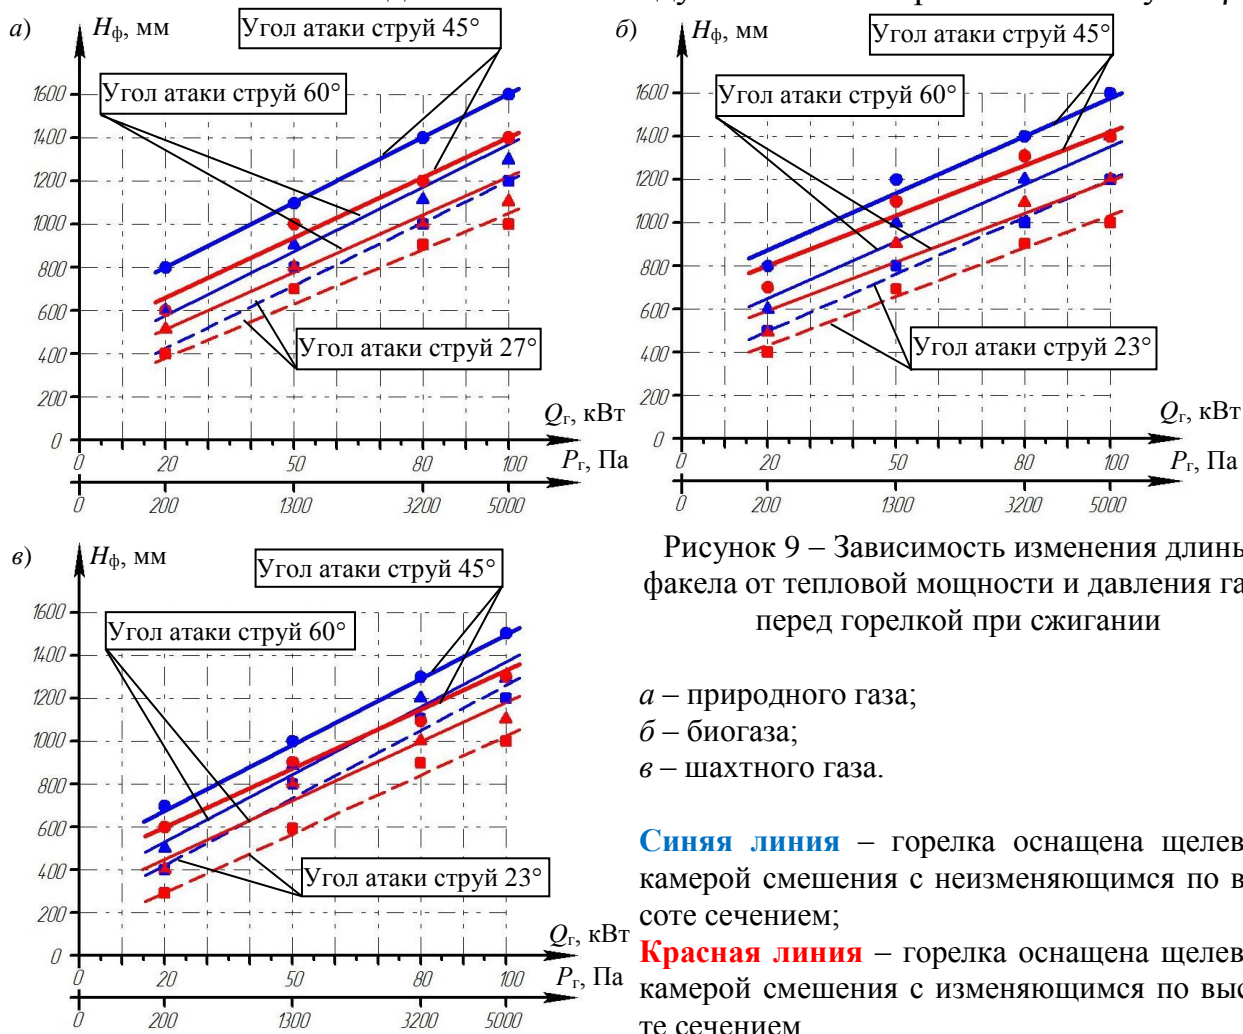 а) Hф, мм
Угол атаки струй 45°
Угол атаки струй 60°
1600
1400
1200
1000
800
600
400
200
0
Угол атаки струй 27°
Qг, кВт
0 20 50 80 100
Pг, Па
0 200 1300 3200 5000
б) Hф, мм
Угол атаки струй 45°
Угол атаки струй 60°
1600
1400
1200
1000
800
600
400
200
0
Угол атаки струй 23°
Qг, кВт
0 20 50 80 100
Pг, Па
0 200 1300 3200 5000
в) Hф, мм
Угол атаки струй 45°
Угол атаки струй 60°
1600
1400
1200
1000
800
600
400
200
0
Угол атаки струй 23°
Qг, кВт
0 20 50 80 100
Pг, Па
0 200 1300 3200 5000
Рисунок 9 – Зависимость изменения длины
факела от тепловой мощности и давления га
перед горелкой при сжигании
а – природного газа;
б – биогаза;
в – шахтного газа.
Синяя линия – горелка оснащена щелев
камерой смешения с неизменяющимся по в
соте сечением;
Красная линия – горелка оснащена щелев
камерой смешения с изменяющимся по выс
те сечением